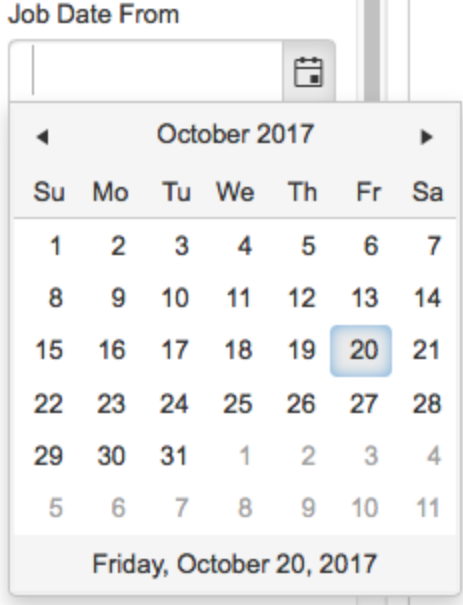 Job Date From
October 2017
Su Mo Tu We Th Fr Sa
1 2 3 4 5 6 7
8 9 10 11 12 13 14
15 16 17 18 19 20 21
22 23 24 25 26 27 28
29 30 31 1 2 3 4
5 6 7 8 9 10 11
Friday, October 20, 2017